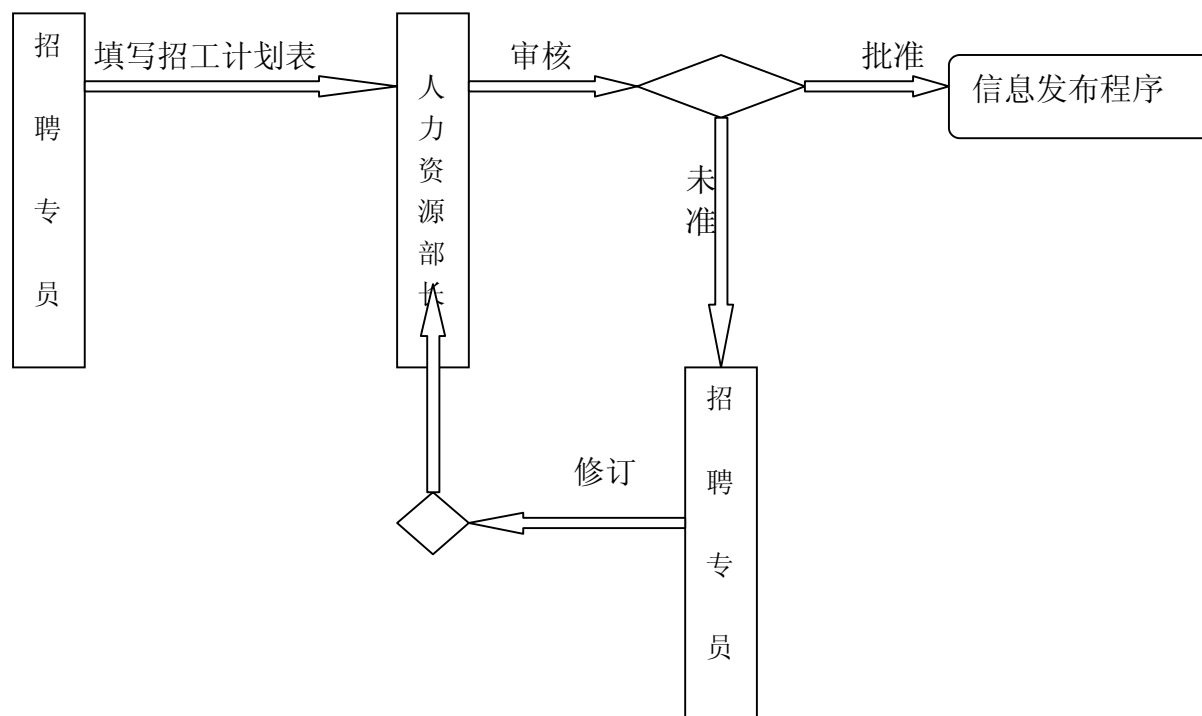 招聘专员
填写招工计划表
人力资源部长
审核
批准
信息发布程序
未准
招聘专员
修订